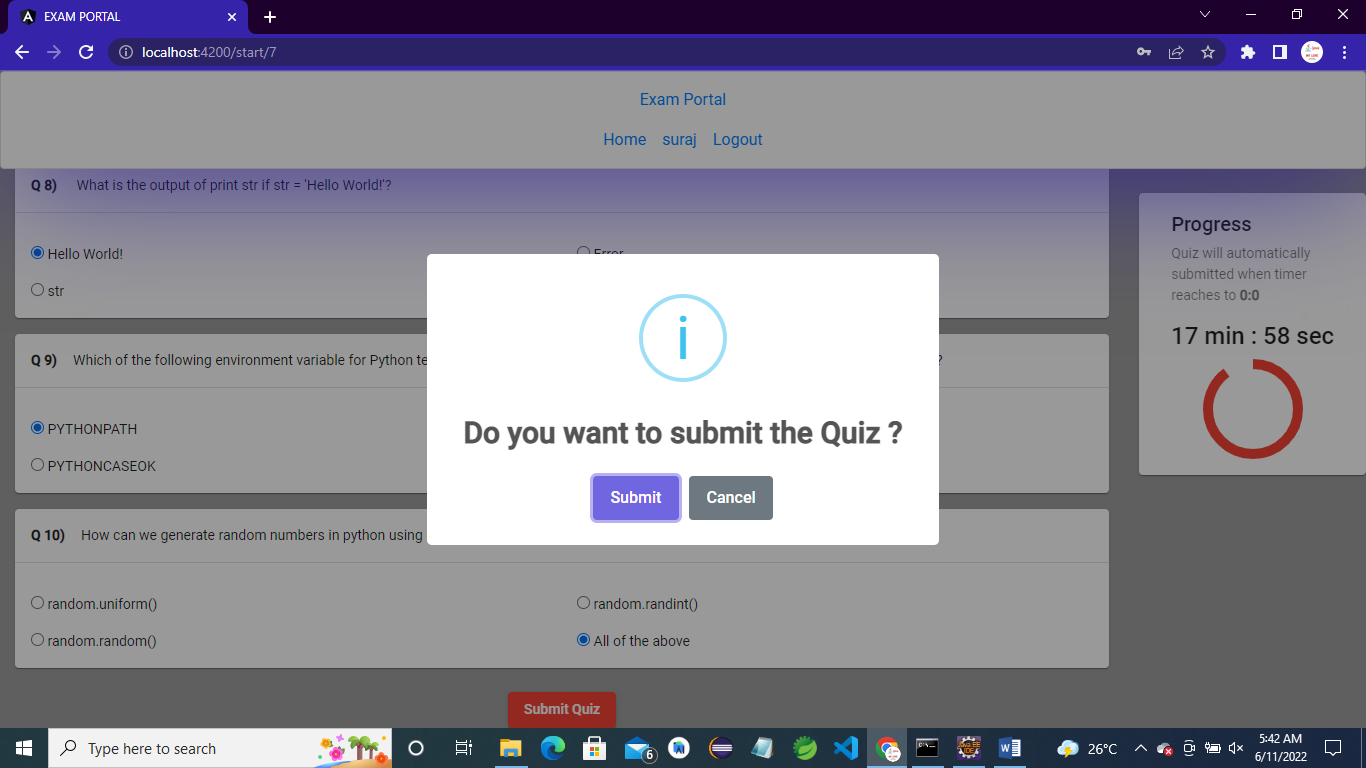 EXAM PORTAL
localhost:4200/start/7
Exam Portal
Home suraj Logout
Q 8) What is the output of print str if str = 'Hello World!'?
Hello World!
Error
str
Q 9) Which of the following environment variable for Python te
?
PYTHONPATH
PYTHONCASEOK
Q 10) How can we generate random numbers in python using
random.uniform()
random.randint()
random.random()
All of the above
Submit Quiz
Progress
Quiz will automatically
submitted when timer
reaches to 0:0
17 min : 58 sec
i
Do you want to submit the Quiz ?
Submit
Cancel
Type here to search
6
26°C
5:42 AM
6/11/2022